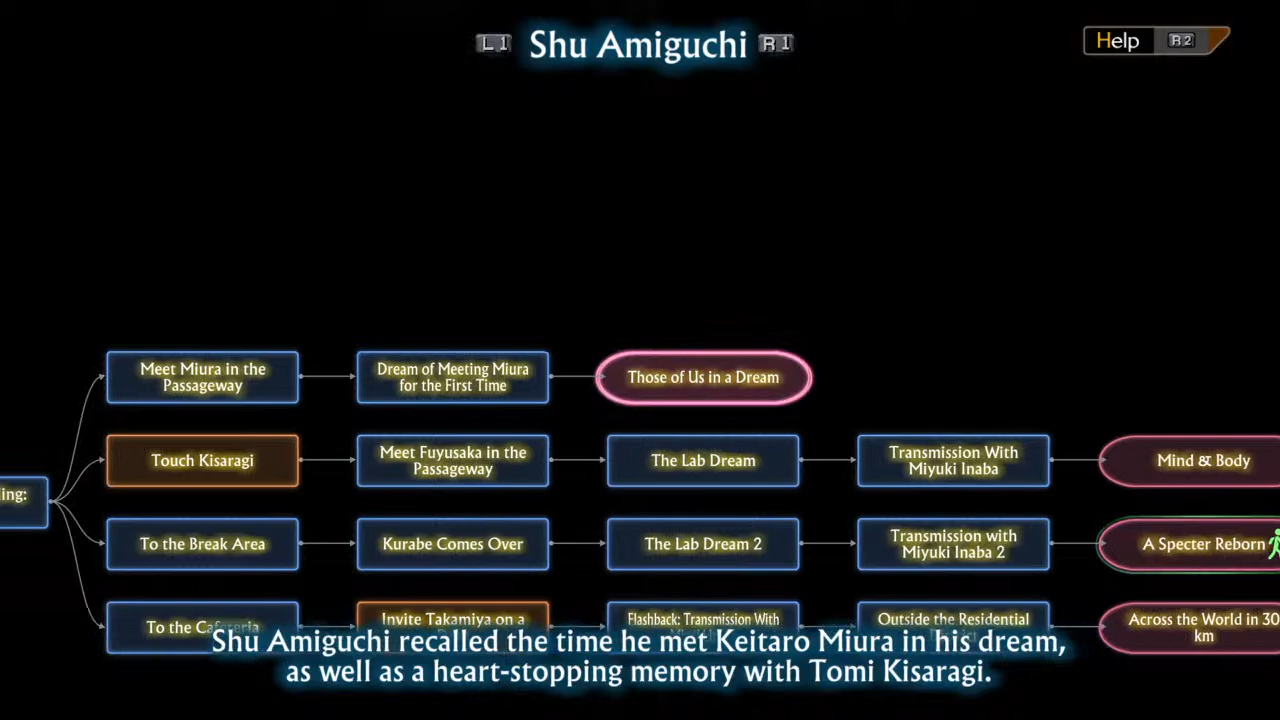 L1 Shu Amiguchi R1
Help R2
Meet Miura in the
Passageway
Dream of Meeting Miura
for the First Time
Those of Us in a Dream
Touch Kisaragi
Meet Fuyusaka in the
Passageway
The Lab Dream
Transmission With
Miyuki Inaba
Mind & Body
ing:
To the Break Area
Kurabe Comes Over
The Lab Dream 2
Transmission with
Miyuki Inaba 2
A Specter Reborn
To the Cafeteria
Invite Takamiya on a
Flashback: Transmission With
Outside the Residential
Across the World in 30
km
Shu Amiguchi recalled the time he met Keitaro Miura in his dream,
as well as a heart-stopping memory with Tomi Kisaragi.